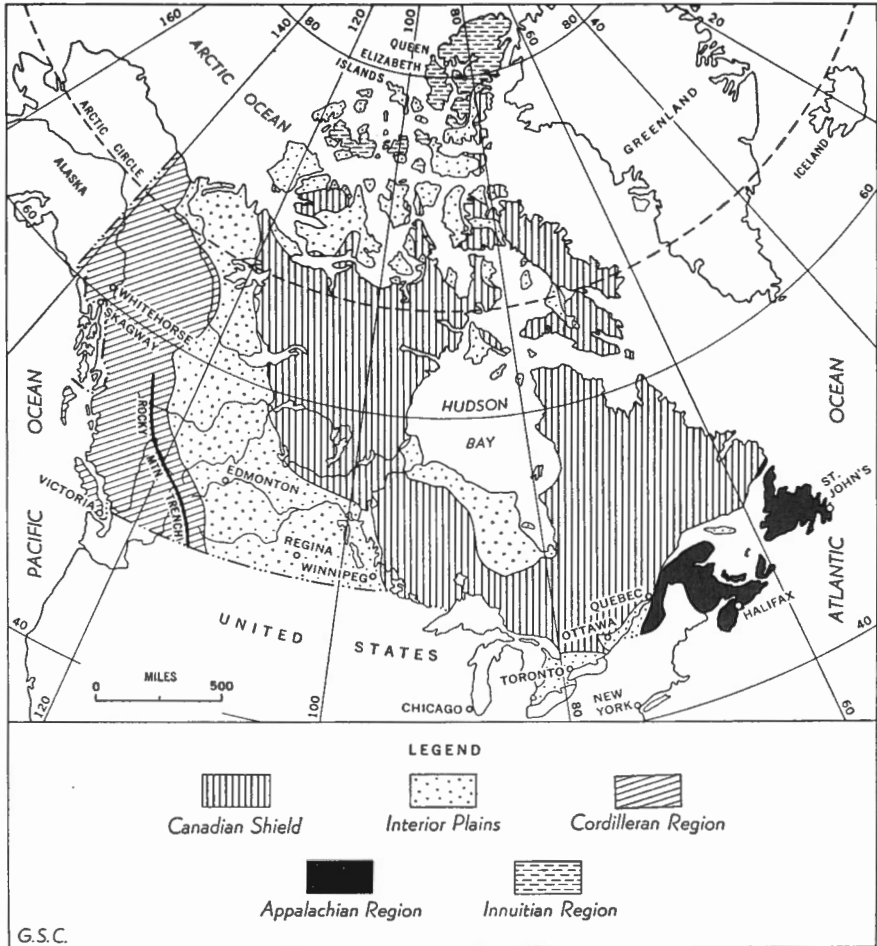 160
140
80
120
100
80
60
40
20
ARCTIC
OCEAN
QUEEN
ELIZABETH
ISLANDS
GREENLAND
ICELAND
ARCTIC
CIRCLE
ALASKA
60
60
WHITEHORSE
SKAGWAY
OCEAN
PACIFIC
HUDSON
BAY
OCEAN
ATLANTIC
ROCKY
MTN.
TRENCH
EDMONTON
VICTORIA
REGINA
WINNIPEG
ST.
JOHN'S
QUEBEC
OTTAWA
HALIFAX
UNITED STATES
TORONTO
CHICAGO
NEW
YORK
40
40
MILES
0 500
120
100
80
60
LEGEND
Canadian Shield
Interior Plains
Cordilleran Region
Appalachian Region
Innuitian Region
G.S.C.